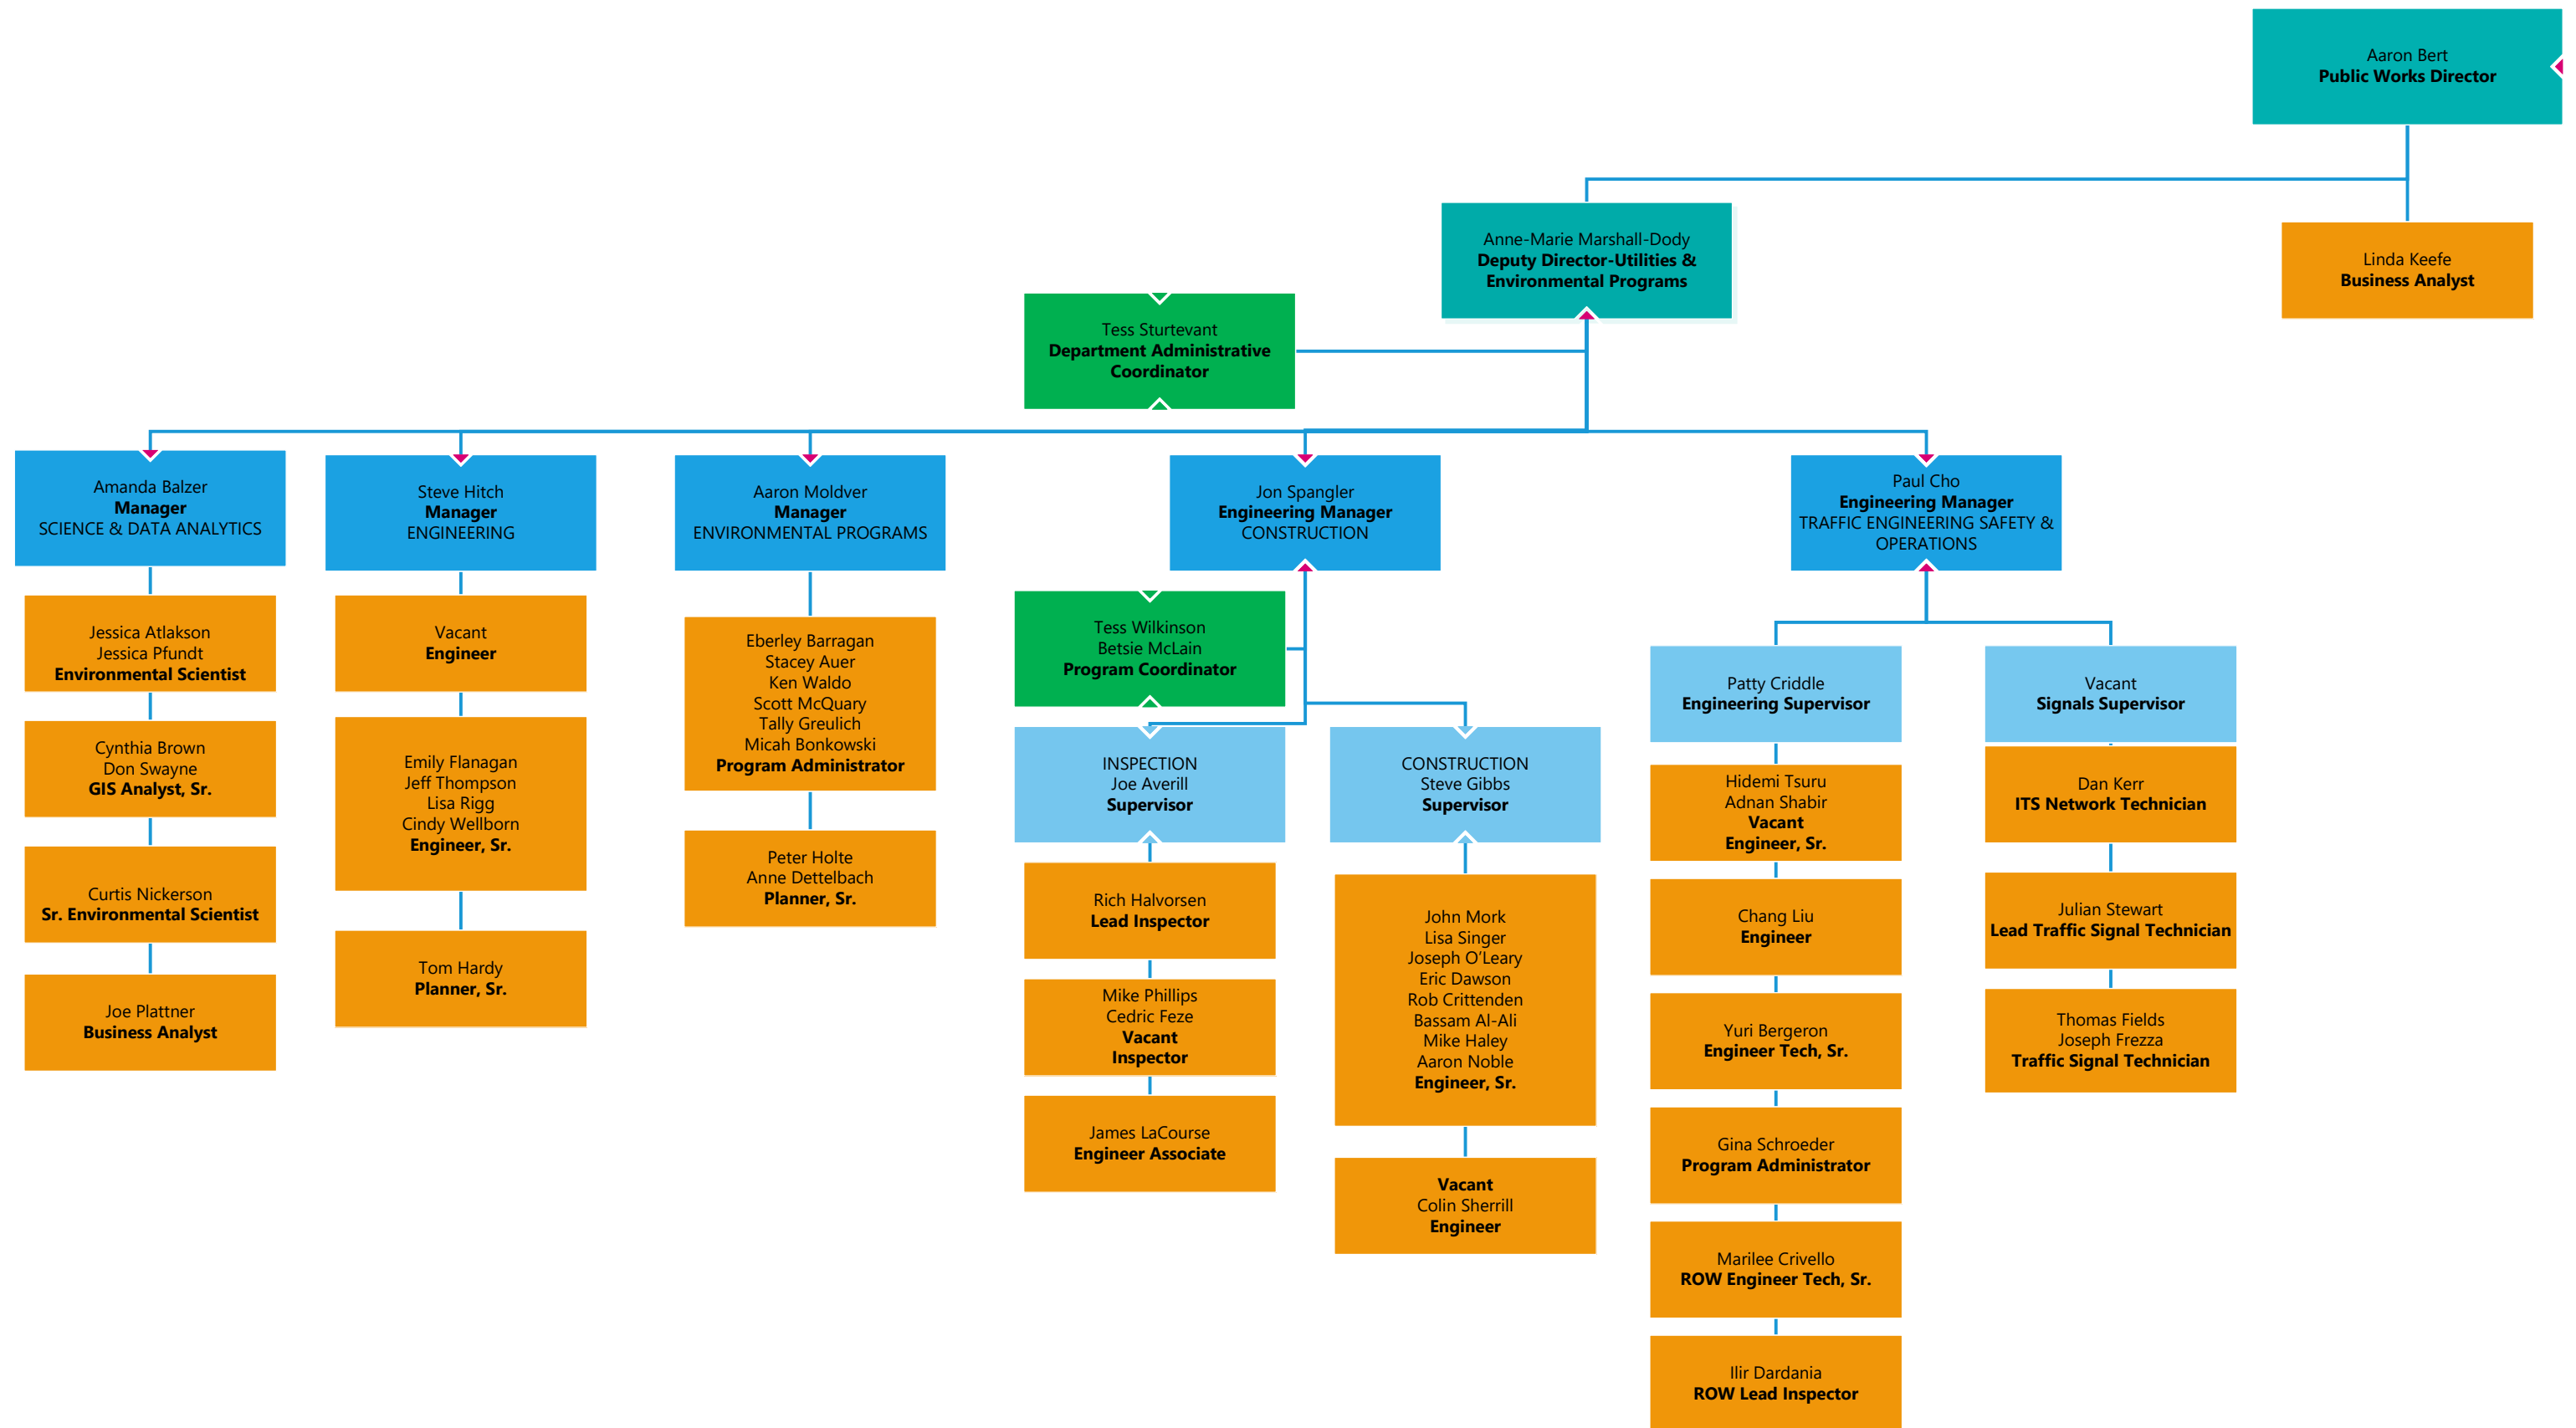 Aaron Bert
Public Works Director
Anne-Marie Marshall-Dody
Deputy Director-Utilities &
Environmental Programs
Linda Keefe
Business Analyst
Tess Sturtevant
Department Administrative
Coordinator
Amanda Balzer
Manager
SCIENCE & DATA ANALYTICS
Jessica Atlakson
Jessica Pfundt
Environmental Scientist
Cynthia Brown
Don Swayne
GIS Analyst, Sr.
Curtis Nickerson
Sr. Environmental Scientist
Joe Plattner
Business Analyst
Steve Hitch
Manager
ENGINEERING
Vacant
Engineer
Emily Flanagan
Jeff Thompson
Lisa Rigg
Cindy Wellborn
Engineer, Sr.
Tom Hardy
Planner, Sr.
Aaron Moldver
Manager
ENVIRONMENTAL PROGRAMS
Eberley Barragan
Stacey Auer
Ken Waldo
Scott McQuary
Tally Greulich
Micah Bonkowski
Program Administrator
Peter Holte
Anne Dettelbach
Planner, Sr.
Jon Spangler
Engineering Manager
CONSTRUCTION
Tess Wilkinson
Betsie McLain
Program Coordinator
INSPECTION
Joe Averill
Supervisor
Rich Halvorsen
Lead Inspector
Mike Phillips
Cedric Feze
Vacant
Inspector
James LaCourse
Engineer Associate
CONSTRUCTION
Steve Gibbs
Supervisor
John Mork
Lisa Singer
Joseph O’Leary
Eric Dawson
Rob Crittenden
Bassam Al-Ali
Mike Haley
Aaron Noble
Engineer, Sr.
Vacant
Colin Sherrill
Engineer
Paul Cho
Engineering Manager
TRAFFIC ENGINEERING SAFETY &
OPERATIONS
Patty Criddle
Engineering Supervisor
Hidemi Tsuru
Adnan Shabir
Vacant
Engineer, Sr.
Chang Liu
Engineer
Yuri Bergeron
Engineer Tech, Sr.
Gina Schroeder
Program Administrator
Marilee Crivello
ROW Engineer Tech, Sr.
Ilir Dardania
ROW Lead Inspector
Vacant
Signals Supervisor
Dan Kerr
ITS Network Technician
Julian Stewart
Lead Traffic Signal Technician
Thomas Fields
Joseph Frezza
Traffic Signal Technician